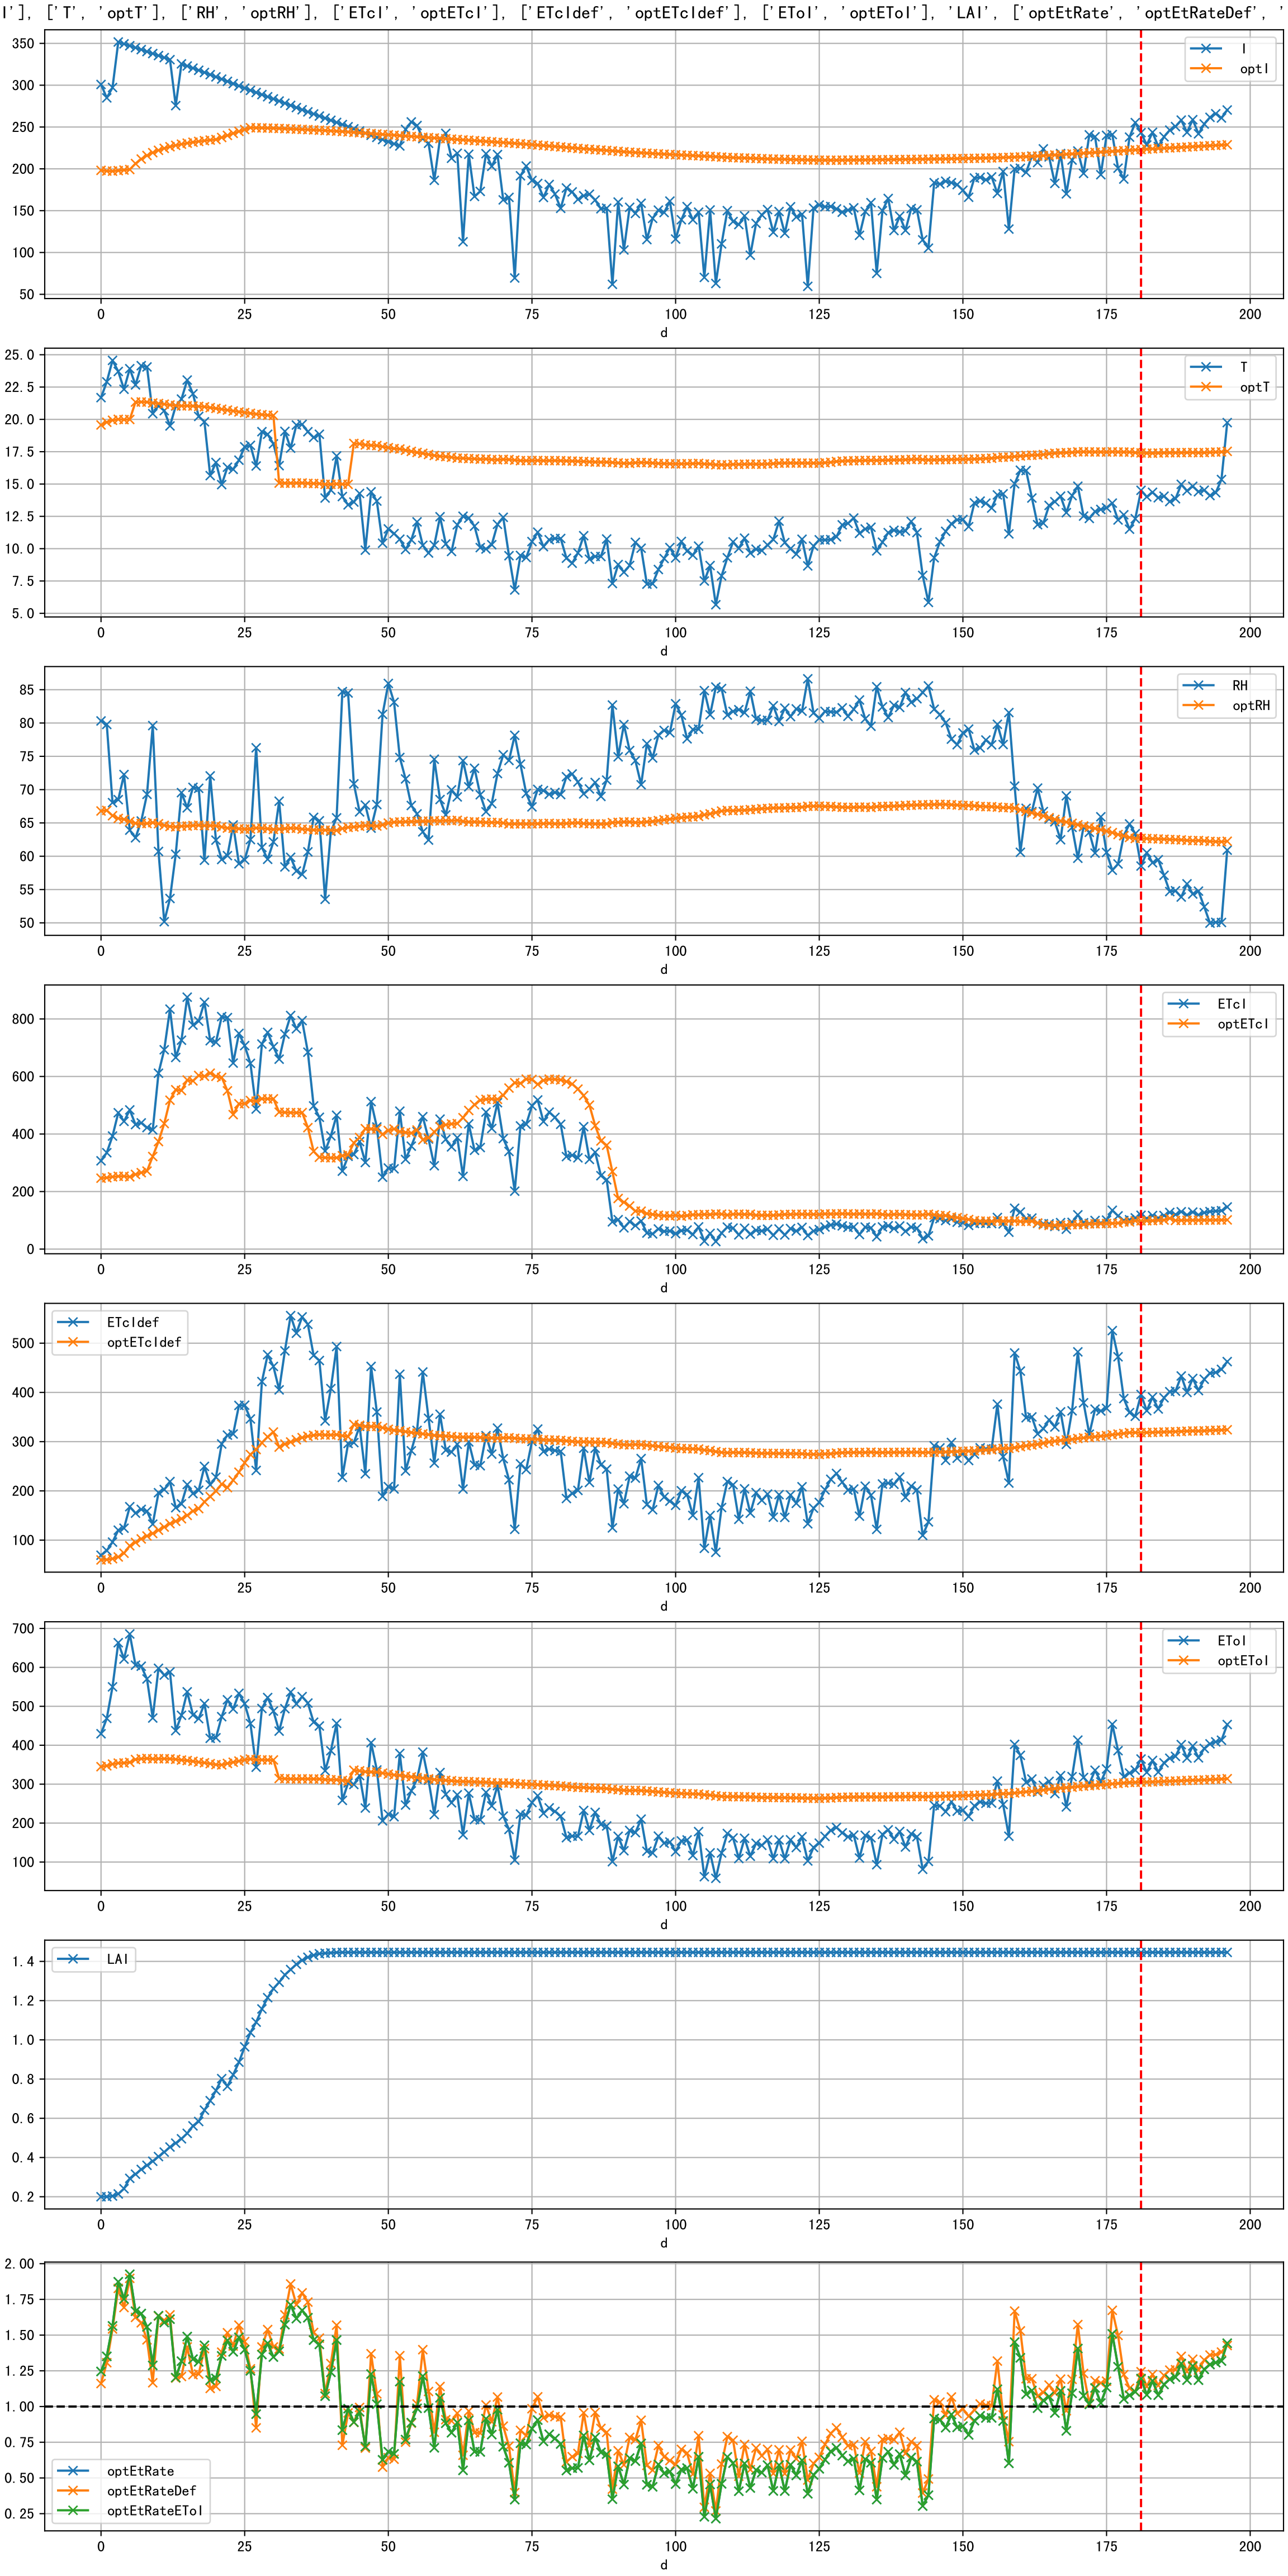 I'], ['T', 'optT'], ['RH', 'optRH'], ['ETcI', 'optETcI'], ['ETcIdef', 'optETcIdef'], ['EToI', 'optEToI'], 'LAI', ['optEtRate', 'optEtRateDef', '
350
300
250
200
150
100
50
I
optI
0 25 50 75 100 125 150 175 200
d
25.0
22.5
20.0
17.5
15.0
12.5
10.0
7.5
5.0
T
optT
0 25 50 75 100 125 150 175 200
d
85
80
75
70
65
60
55
50
RH
optRH
0 25 50 75 100 125 150 175 200
d
800
600
400
200
0
ETcI
optETcI
0 25 50 75 100 125 150 175 200
d
500
400
300
200
100
ETcIdef
optETcIdef
0 25 50 75 100 125 150 175 200
d
700
600
500
400
300
200
100
EToI
optEToI
0 25 50 75 100 125 150 175 200
d
1.4
1.2
1.0
0.8
0.6
0.4
0.2
LAI
0 25 50 75 100 125 150 175 200
d
2.00
1.75
1.50
1.25
1.00
0.75
0.50
0.25
optEtRate
optEtRateDef
optEtRateEToI
0 25 50 75 100 125 150 175 200
d